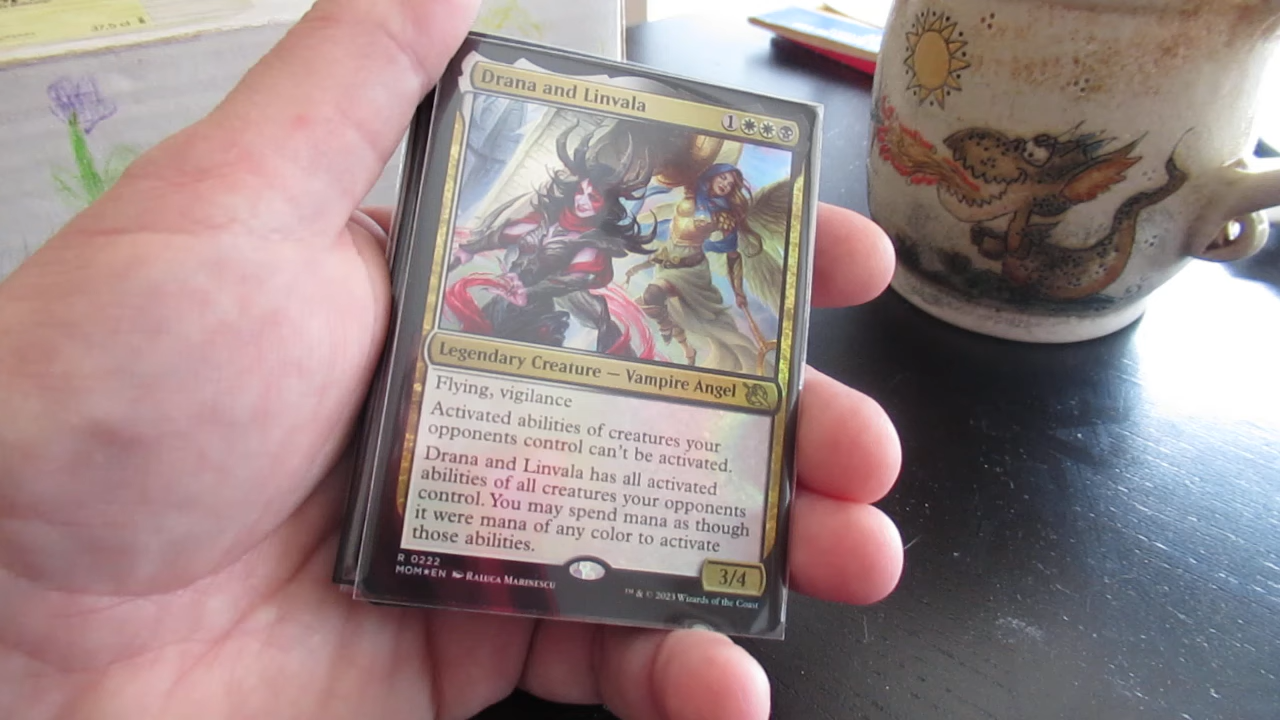 37.5 cl
Drana and Linvala
1
Legendary Creature — Vampire Angel
Flying, vigilance
Activated abilities of creatures your
opponents control can't be activated.
Drana and Linvala has all activated
abilities of all creatures your opponents
control. You may spend mana as though
it were mana of any color to activate
those abilities.
3/4
R 0222
MOM★EN RALUCA MARINESCU
™ & © 2023 Wizards of the Coast